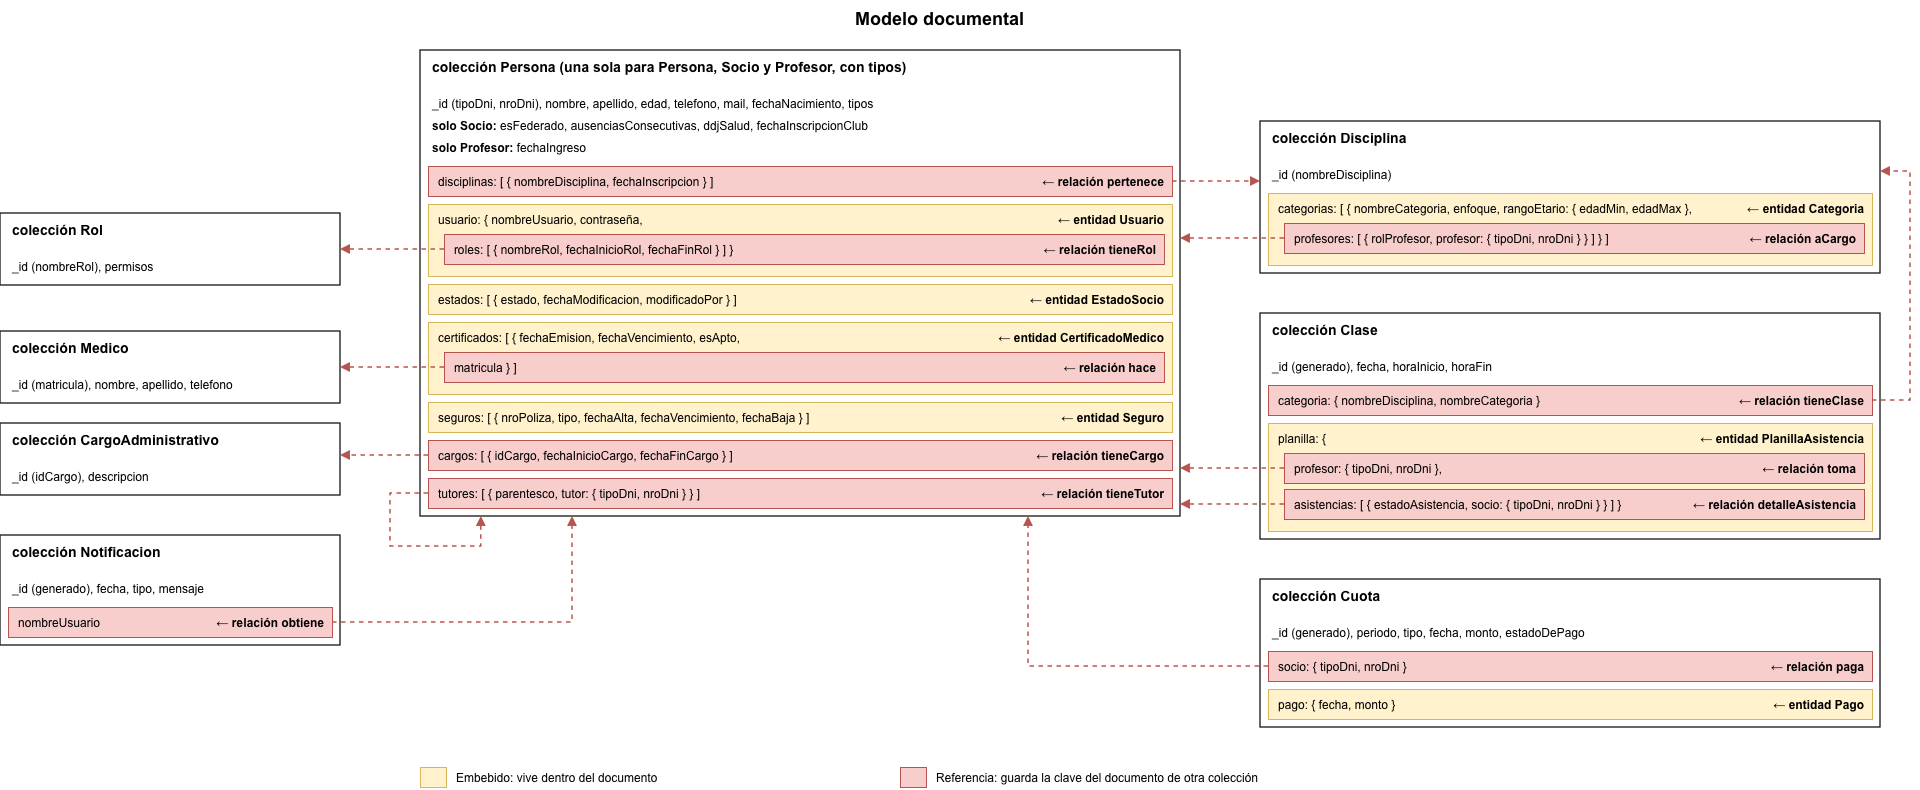 Modelo documental
colección Persona (una sola para Persona, Socio y Profesor, con tipos)
_id (tipoDni, nroDni), nombre, apellido, edad, telefono, mail, fechaNacimiento, tipos
solo Socio: esFederado, ausenciasConsecutivas, ddjSalud, fechaInscripcionClub
solo Profesor: fechaIngreso
disciplinas: [ { nombreDisciplina, fechaInscripcion } ] ← relación pertenece
usuario: { nombreUsuario, contraseña, ← entidad Usuario
roles: [ { nombreRol, fechaInicioRol, fechaFinRol } ] } ← relación tieneRol
estados: [ { estado, fechaModificacion, modificadoPor } ] ← entidad EstadoSocio
certificados: [ { fechaEmision, fechaVencimiento, esApto, ← entidad CertificadoMedico
matricula } ] ← relación hace
seguros: [ { nroPoliza, tipo, fechaAlta, fechaVencimiento, fechaBaja } ] ← entidad Seguro
cargos: [ { idCargo, fechaInicioCargo, fechaFinCargo } ] ← relación tieneCargo
tutores: [ { parentesco, tutor: { tipoDni, nroDni } } ] ← relación tieneTutor
colección Rol
_id (nombreRol), permisos
colección Medico
_id (matricula), nombre, apellido, telefono
colección CargoAdministrativo
_id (idCargo), descripcion
colección Notificacion
_id (generado), fecha, tipo, mensaje
nombreUsuario ← relación obtiene
colección Disciplina
_id (nombreDisciplina)
categorias: [ { nombreCategoria, enfoque, rangoEtario: { edadMin, edadMax }, ← entidad Categoria
profesores: [ { rolProfesor, profesor: { tipoDni, nroDni } } ] } ] ← relación aCargo
colección Clase
_id (generado), fecha, horaInicio, horaFin
categoria: { nombreDisciplina, nombreCategoria } ← relación tieneClase
planilla: { ← entidad PlanillaAsistencia
profesor: { tipoDni, nroDni }, ← relación toma
asistencias: [ { estadoAsistencia, socio: { tipoDni, nroDni } } ] } ← relación detalleAsistencia
colección Cuota
_id (generado), periodo, tipo, fecha, monto, estadoDePago
socio: { tipoDni, nroDni } ← relación paga
pago: { fecha, monto } ← entidad Pago
Embebido: vive dentro del documento
Referencia: guarda la clave del documento de otra colección